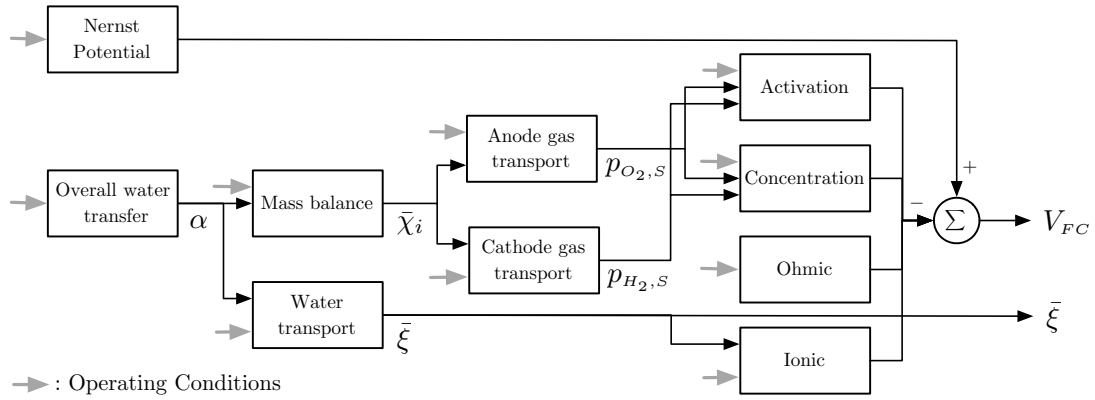 Nernst
Potential
Activation
Anode gas
transport
p_{O_2,S}
Concentration
+
Overall water
transfer
α
Mass balance
χ̄_i
−
Σ
V_{FC}
Cathode gas
transport
p_{H_2,S}
Ohmic
Water
transport
ξ̄
ξ̄
Ionic
: Operating Conditions